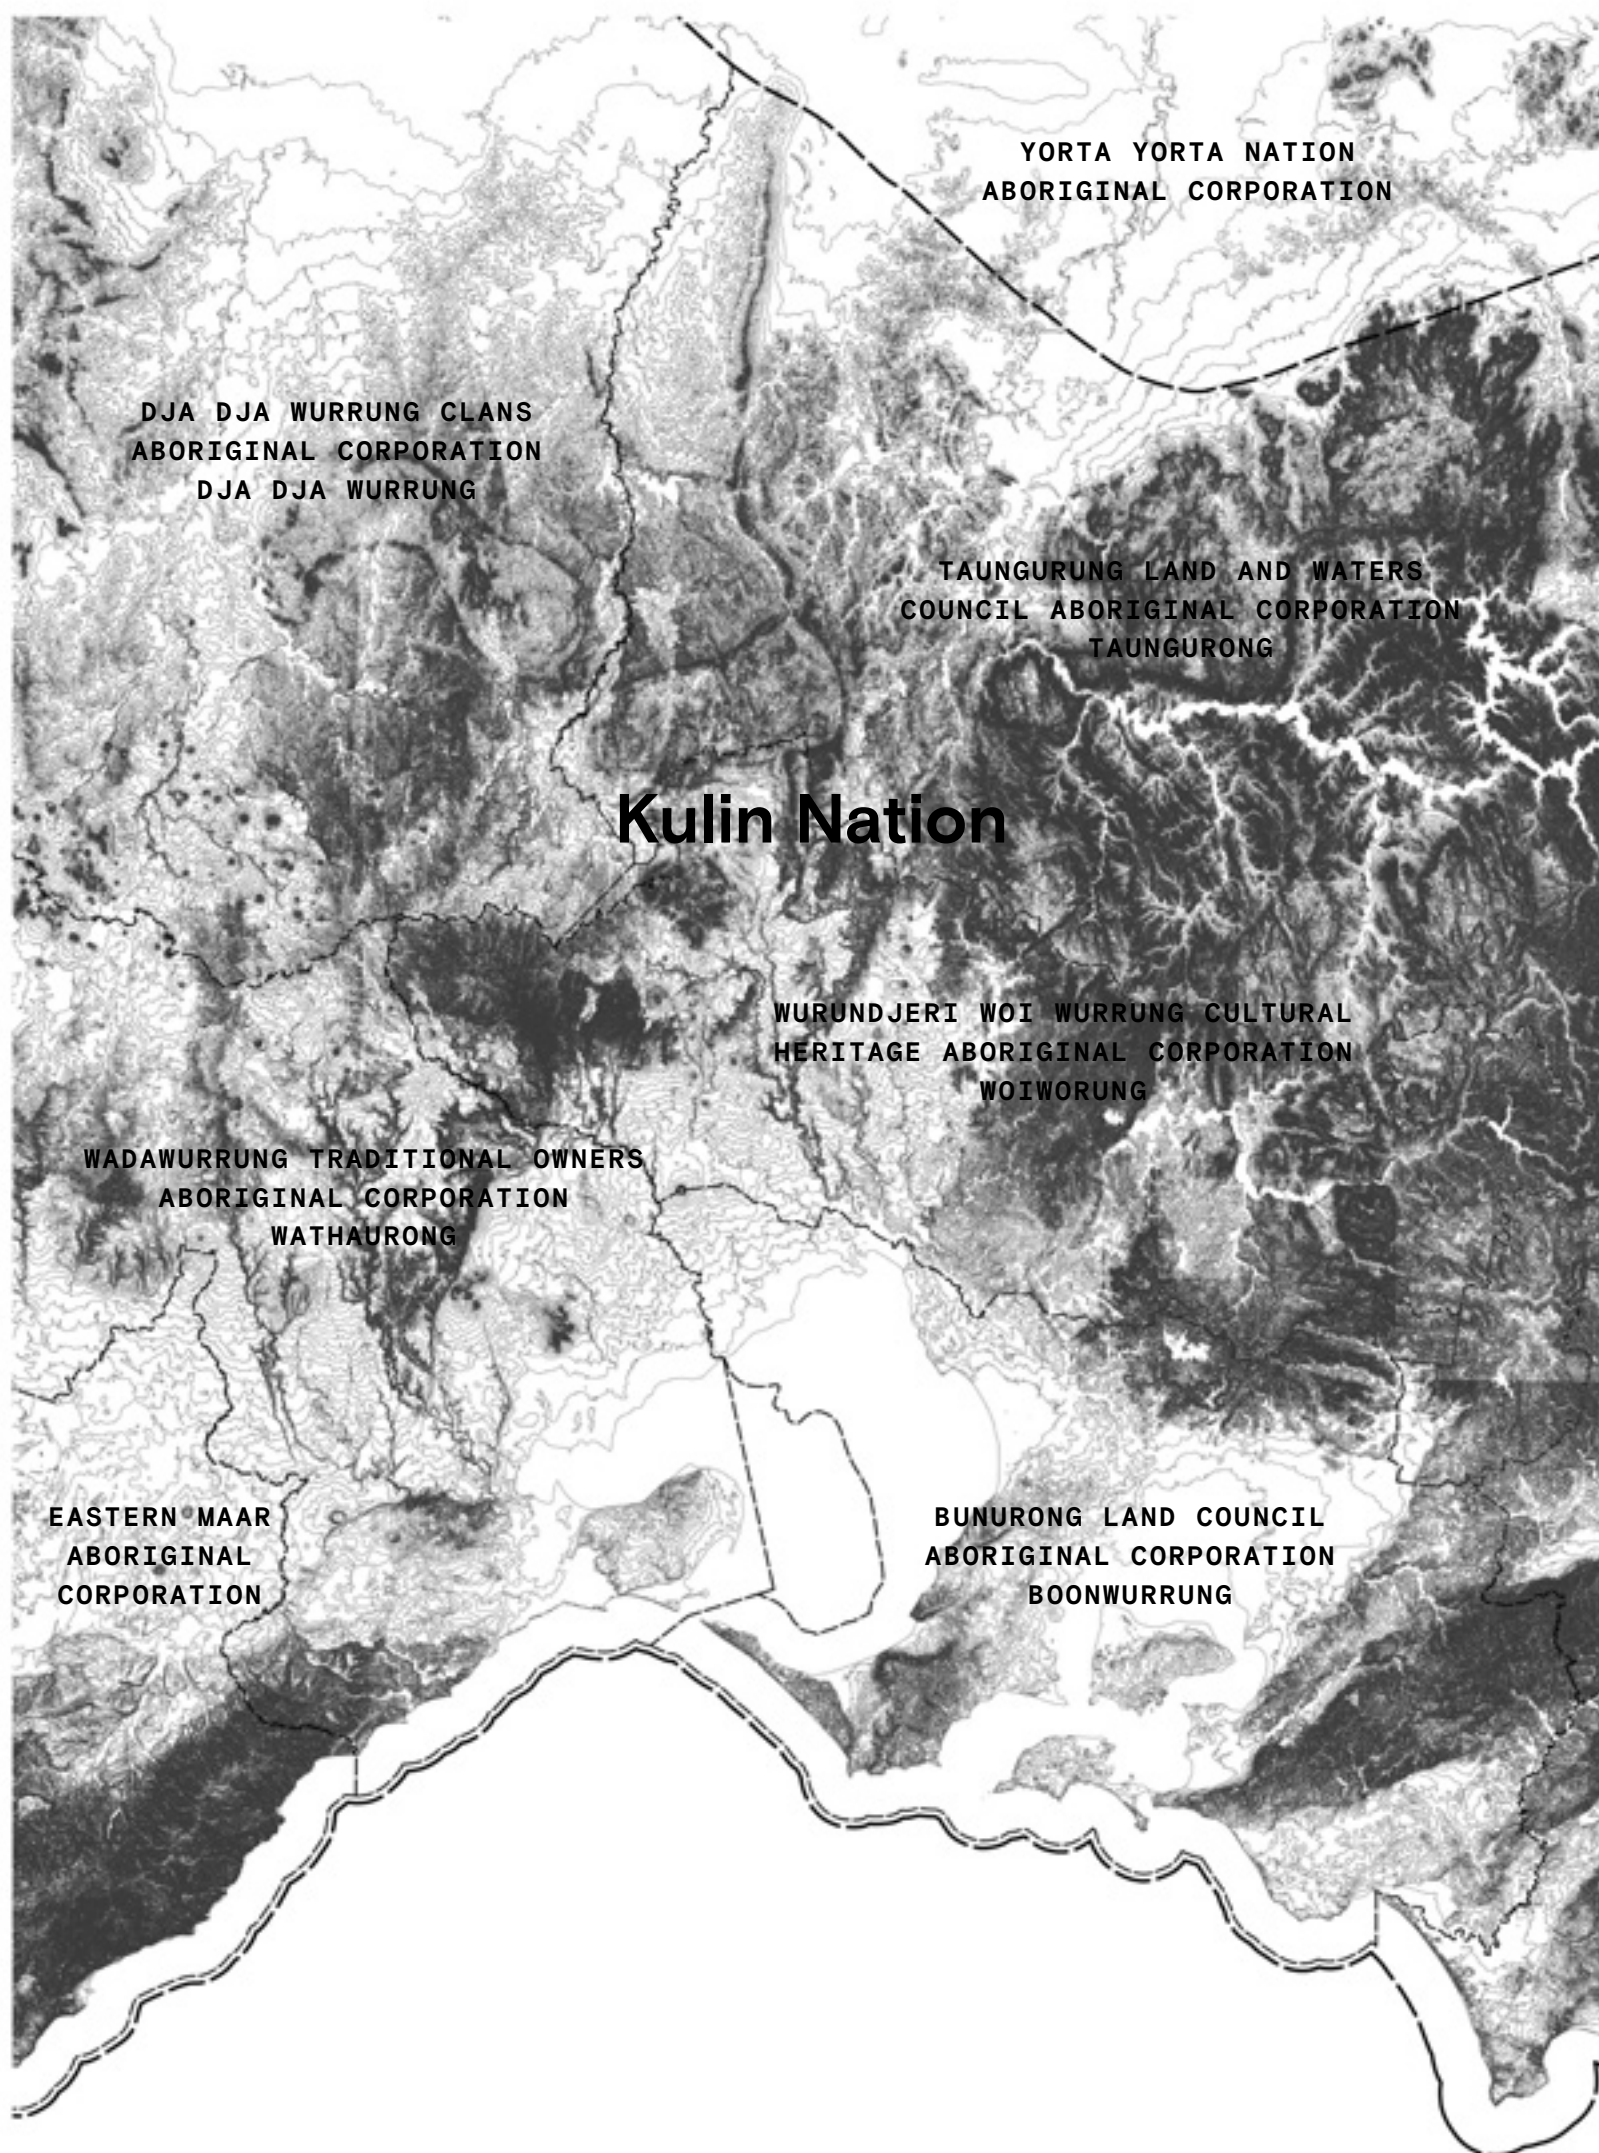 YORTA YORTA NATION
ABORIGINAL CORPORATION
DJA DJA WURRUNG CLANS
ABORIGINAL CORPORATION
DJA DJA WURRUNG
TAUNGURUNG LAND AND WATERS
COUNCIL ABORIGINAL CORPORATION
TAUNGURONG
Kulin Nation
WURUNDJERI WOI WURRUNG CULTURAL
HERITAGE ABORIGINAL CORPORATION
WOIWORUNG
WADAWURRUNG TRADITIONAL OWNERS
ABORIGINAL CORPORATION
WATHAURONG
EASTERN MAAR
ABORIGINAL
CORPORATION
BUNURONG LAND COUNCIL
ABORIGINAL CORPORATION
BOONWURRUNG